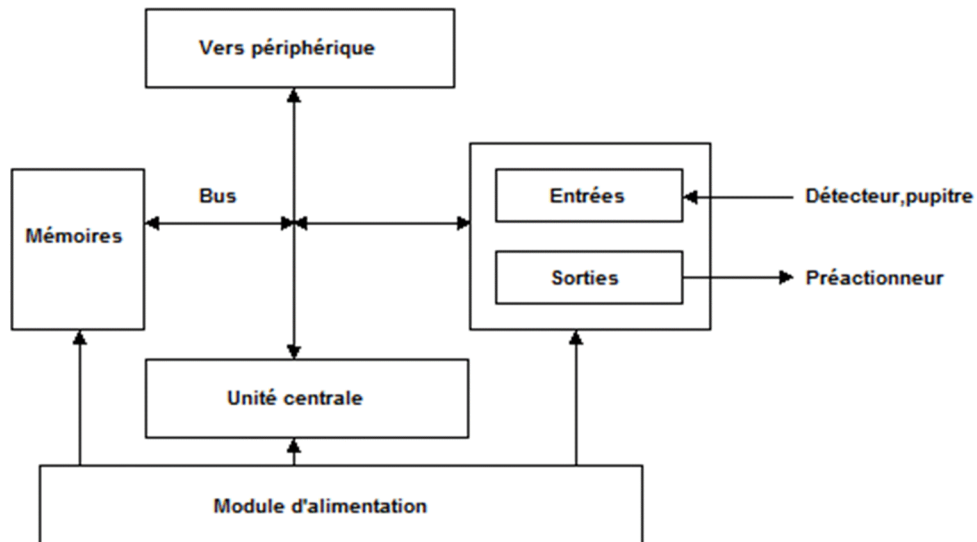 Vers périphérique
Bus
Entrées
Détecteur,pupitre
Mémoires
Sorties
Préactionneur
Unité centrale
Module d'alimentation